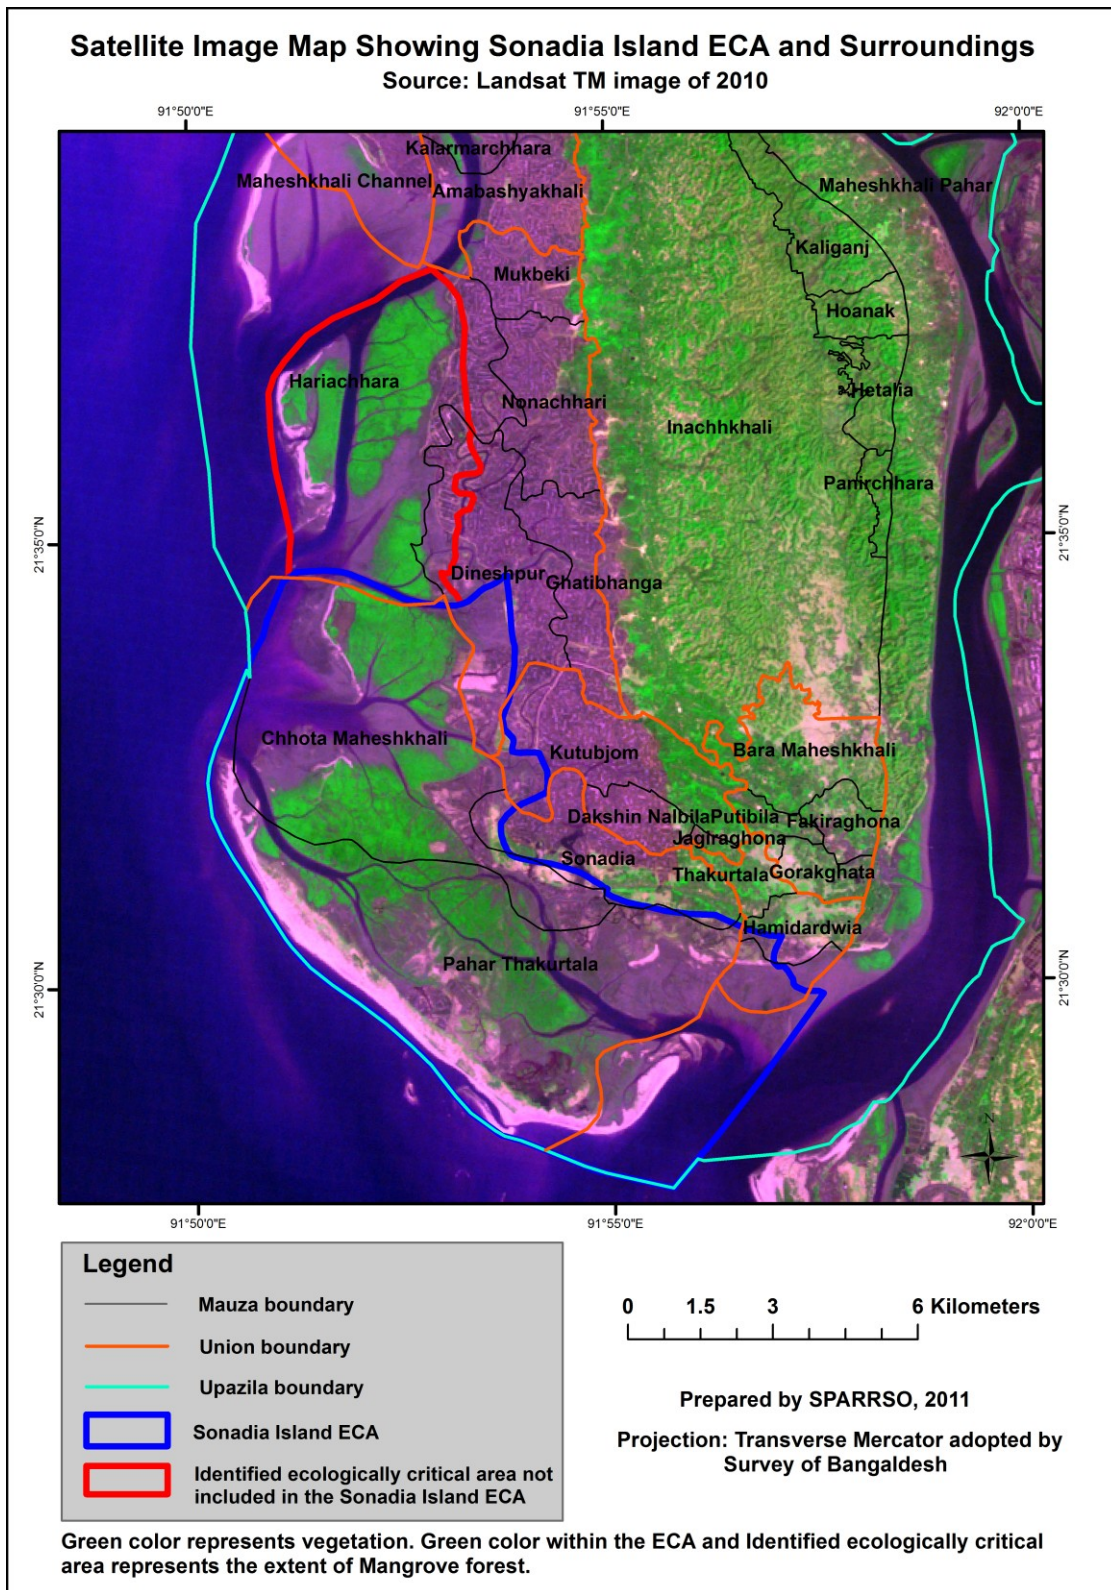 Satellite Image Map Showing Sonadia Island ECA and Surroundings
Source: Landsat TM image of 2010
91°50'0"E
91°55'0"E
92°0'0"E
Kalarmarchhara
Maheshkhali Channel
Amabashyakhali
Maheshkhali Pahar
Kaliganj
Mukbeki
Hoanak
Hariachhara
Hetalia
Nonachhari
Inachhkhali
Panirchhara
21°35'0"N
21°35'0"N
Dineshpur
Ghatibhanga
Chhota Maheshkhali
Kutubjom
Bara Maheshkhali
Dakshin Nalbila
Putibila
Fakiraghona
Jagiraghona
Sonadia
Thakurtala
Gorakghata
Hamidardwia
Pahar Thakurtala
21°30'0"N
21°30'0"N
N
91°50'0"E
91°55'0"E
92°0'0"E
Legend
Mauza boundary
Union boundary
Upazila boundary
Sonadia Island ECA
Identified ecologically critical area not
included in the Sonadia Island ECA
0 1.5 3 6 Kilometers
Prepared by SPARRSO, 2011
Projection: Transverse Mercator adopted by
Survey of Bangaldesh
Green color represents vegetation. Green color within the ECA and Identified ecologically critical
area represents the extent of Mangrove forest.